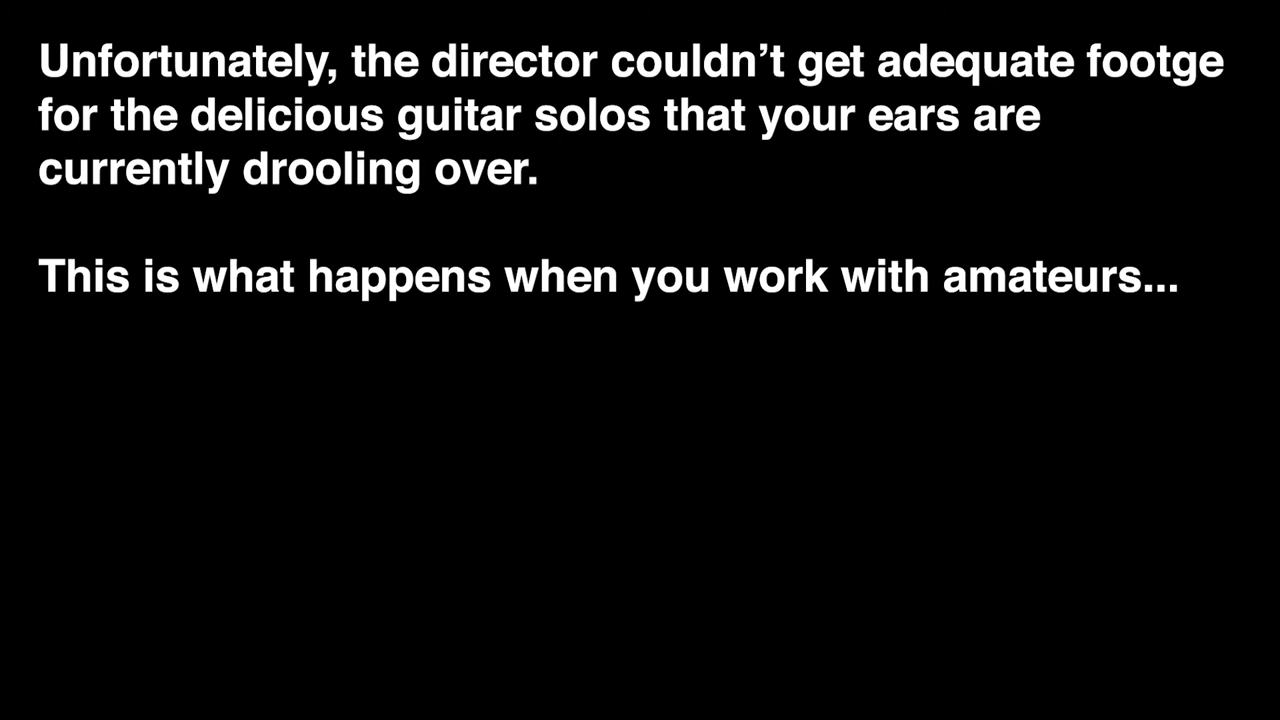 Unfortunately, the director couldn’t get adequate footge
for the delicious guitar solos that your ears are
currently drooling over.
This is what happens when you work with amateurs...